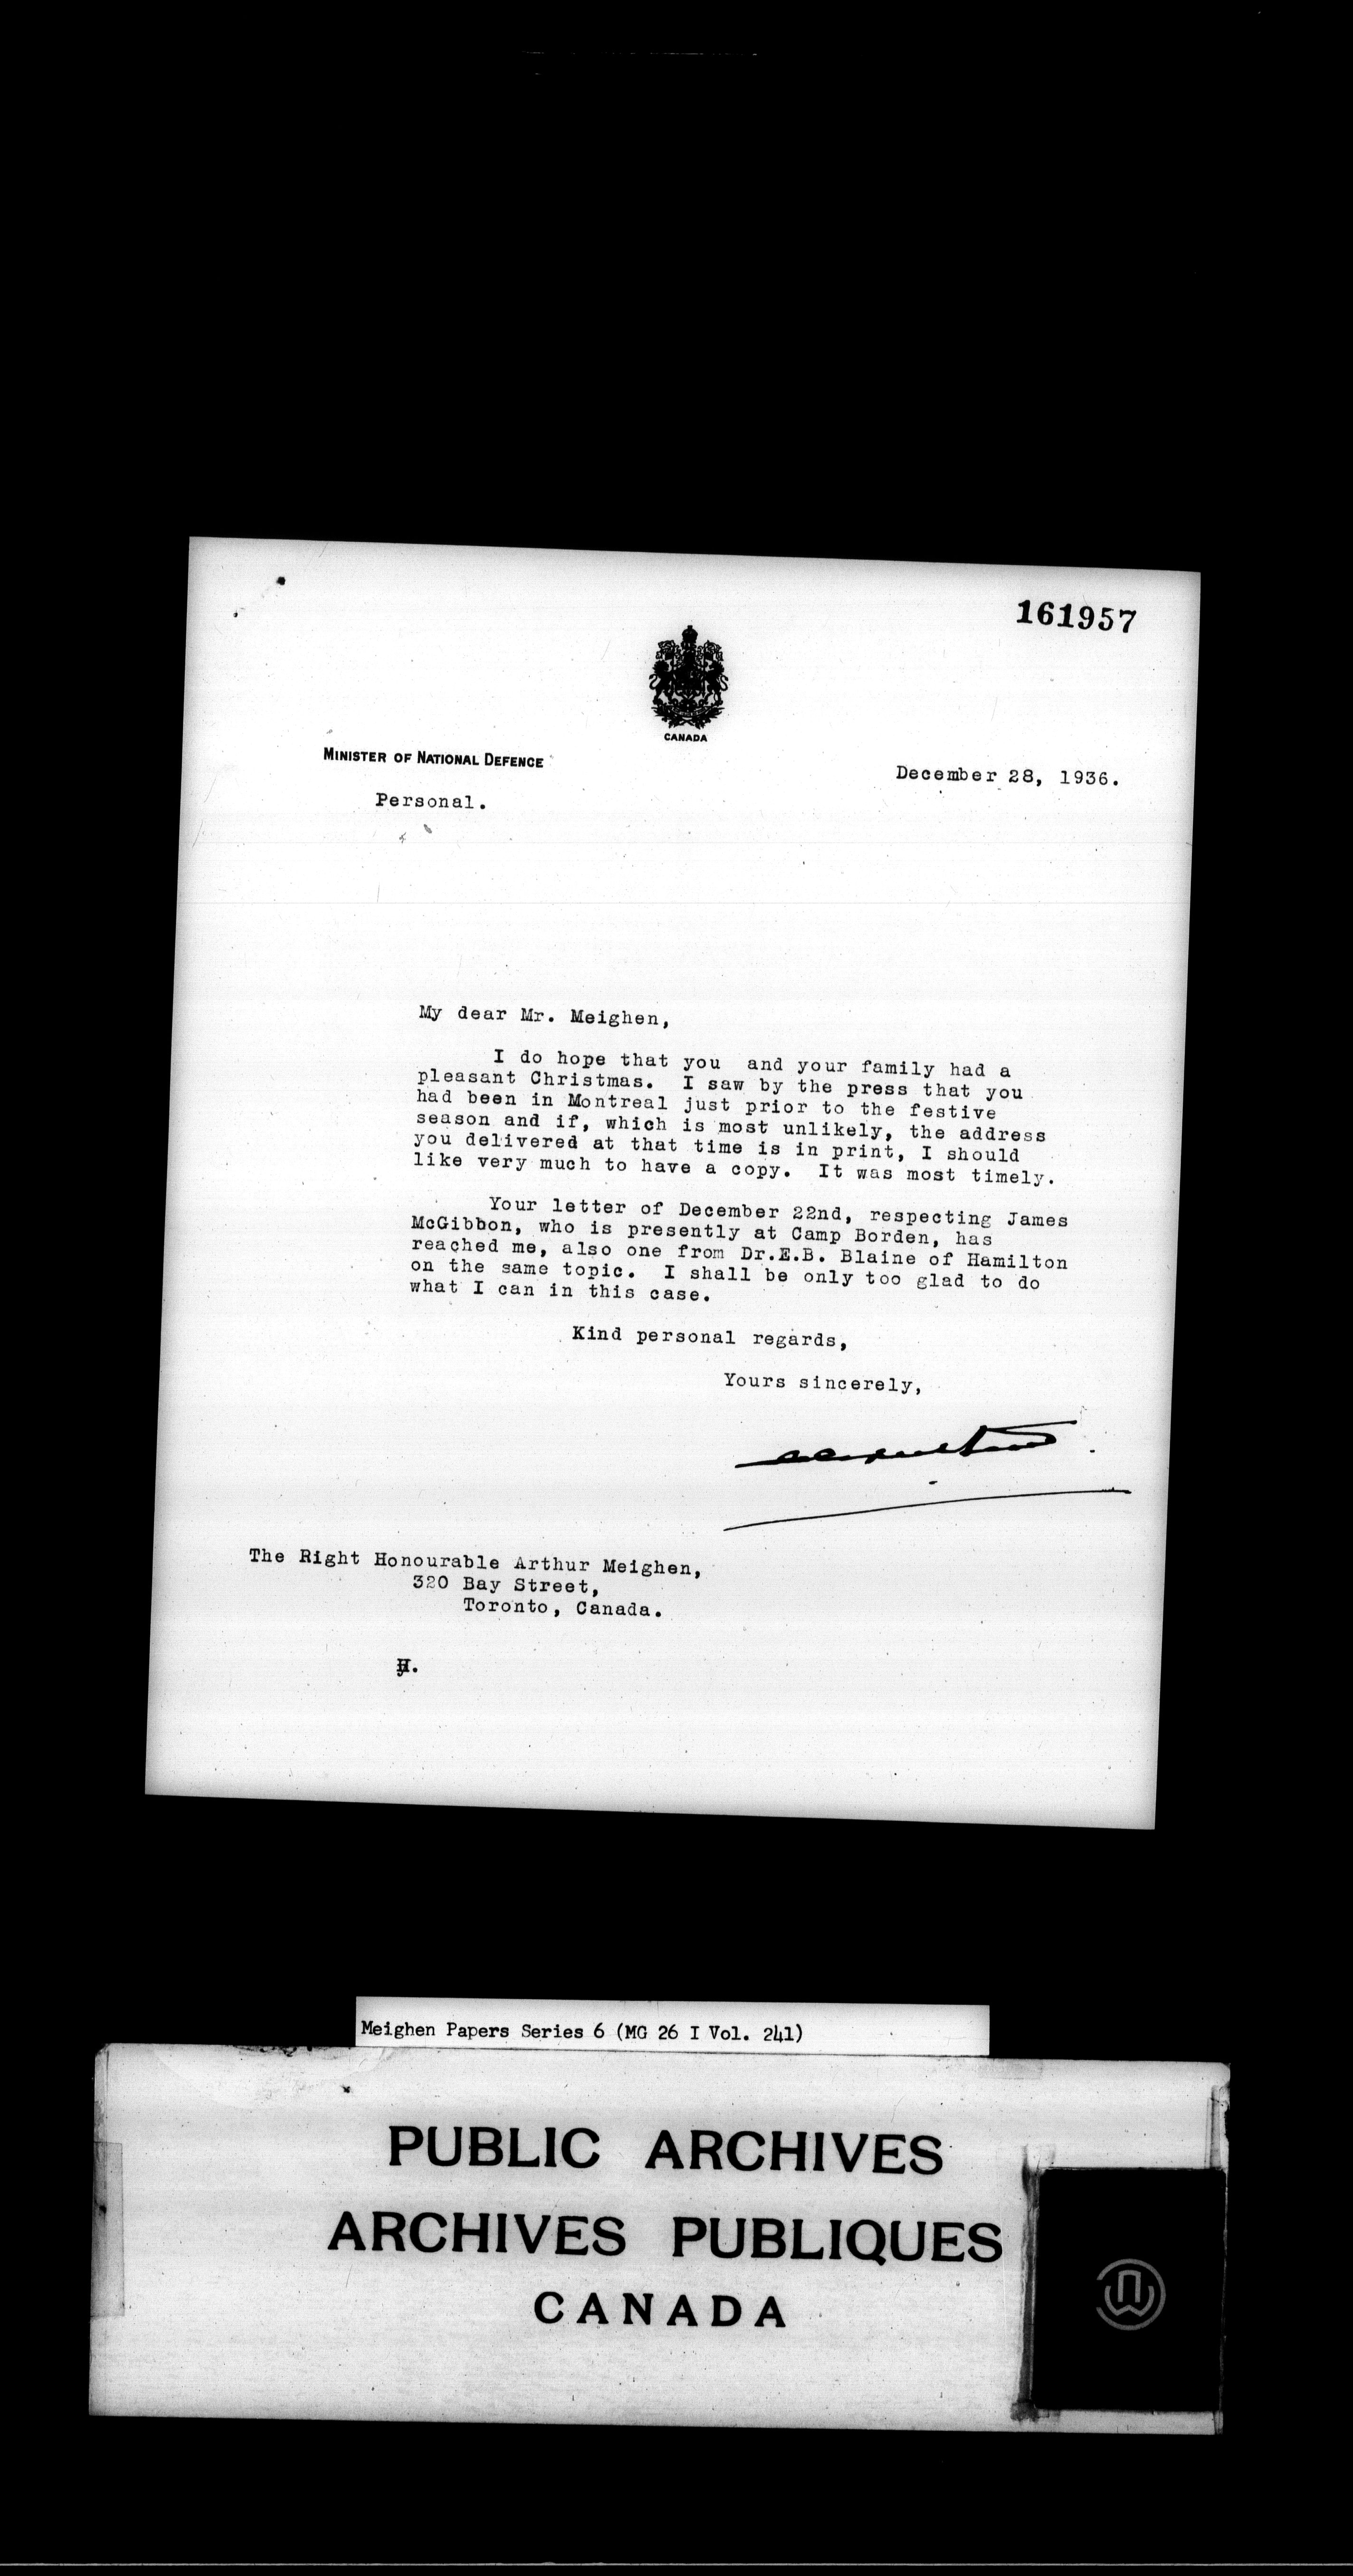 161957
CANADA
MINISTER OF NATIONAL DEFENCE
December 28, 1936.
Personal.
My dear Mr. Meighen,
I do hope that you and your family had a
pleasant Christmas. I saw by the press that you
had been in Montreal just prior to the festive
season and if, which is most unlikely, the address
you delivered at that time is in print, I should
like very much to have a copy. It was most timely.
Your letter of December 22nd, respecting James
McGibbon, who is presently at Camp Borden, has
reached me, also one from Dr.E.B. Blaine of Hamilton
on the same topic. I shall be only too glad to do
what I can in this case.
Kind personal regards,
Yours sincerely,
The Right Honourable Arthur Meighen,
320 Bay Street,
Toronto, Canada.
Meighen Papers Series 6 (MG 26 I Vol. 241)
PUBLIC ARCHIVES
ARCHIVES PUBLIQUES
CANADA